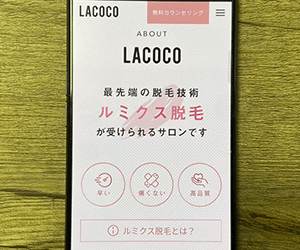 LACOCO
無料カウンセリング
ABOUT
LACOCO
最先端の脱毛技術
ルミクス脱毛
が受けられるサロンです
早い
痛くない
高品質
ルミクス脱毛とは？